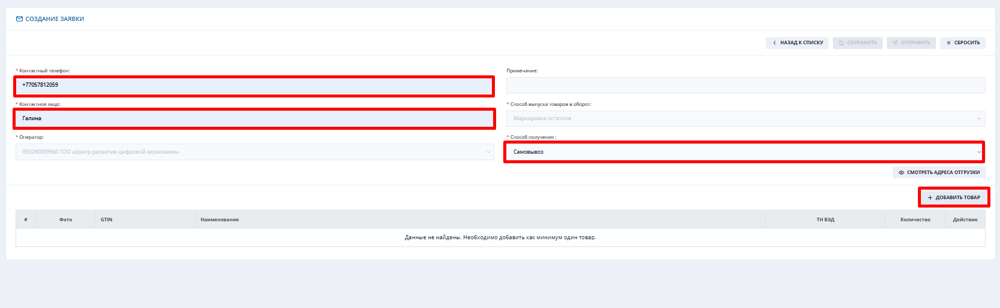 СОЗДАНИЕ ЗАЯВКИ
НАЗАД К СПИСКУ
СОХРАНИТЬ
ОТПРАВИТЬ
СБРОСИТЬ
* Контактный телефон:
+77057812059
Примечание:
* Контактное лицо:
Галина
* Способ выпуска товаров в оборот:
Маркировка остатков
* Оператор:
050240009960 ТОО «Центр развития цифровой экономики»
* Способ получения :
Самовывоз
СМОТРЕТЬ АДРЕСА ОТГРУЗКИ
ДОБАВИТЬ ТОВАР
# Фото GTIN Наименование ТН ВЭД Количество Действие
Данные не найдены. Необходимо добавить как минимум один товар.